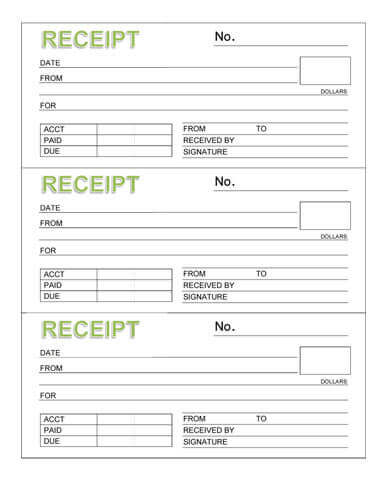 RECEIPT No.
DATE
FROM
DOLLARS
FOR
ACCT FROM TO
PAID RECEIVED BY
DUE SIGNATURE
RECEIPT No.
DATE
FROM
DOLLARS
FOR
ACCT FROM TO
PAID RECEIVED BY
DUE SIGNATURE
RECEIPT No.
DATE
FROM
DOLLARS
FOR
ACCT FROM TO
PAID RECEIVED BY
DUE SIGNATURE